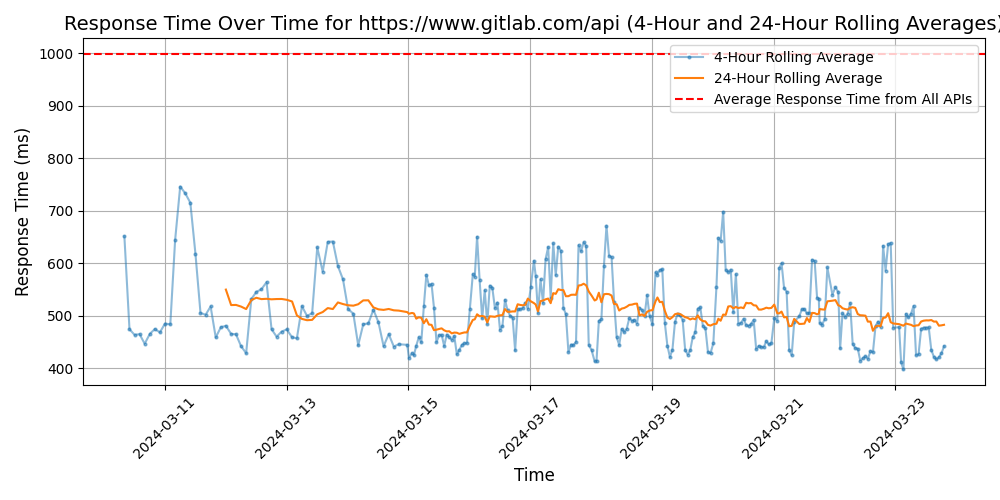 Response Time Over Time for https://www.gitlab.com/api (4-Hour and 24-Hour Rolling Averages)
1000
900
800
700
600
500
400
Response Time (ms)
4-Hour Rolling Average
24-Hour Rolling Average
Average Response Time from All APIs
2024-03-11
2024-03-13
2024-03-15
2024-03-17
2024-03-19
2024-03-21
2024-03-23
Time